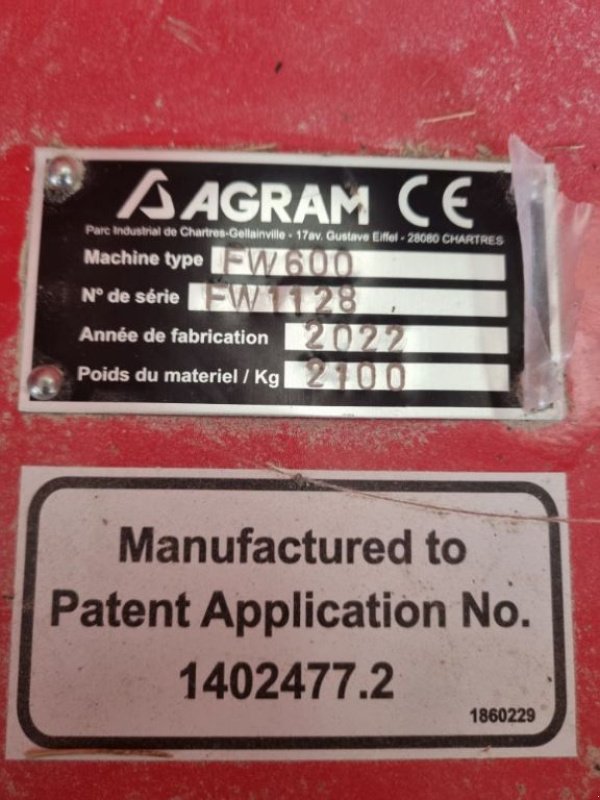 AGRAM CE
Parc Industrial de Chartres-Gellainville - 17av. Gustave Eiffel - 28080 CHARTRES
Machine type FW600
N° de série FW1128
Année de fabrication 2022
Poids du materiel / Kg 2100
Manufactured to
Patent Application No.
1402477.2
1860229